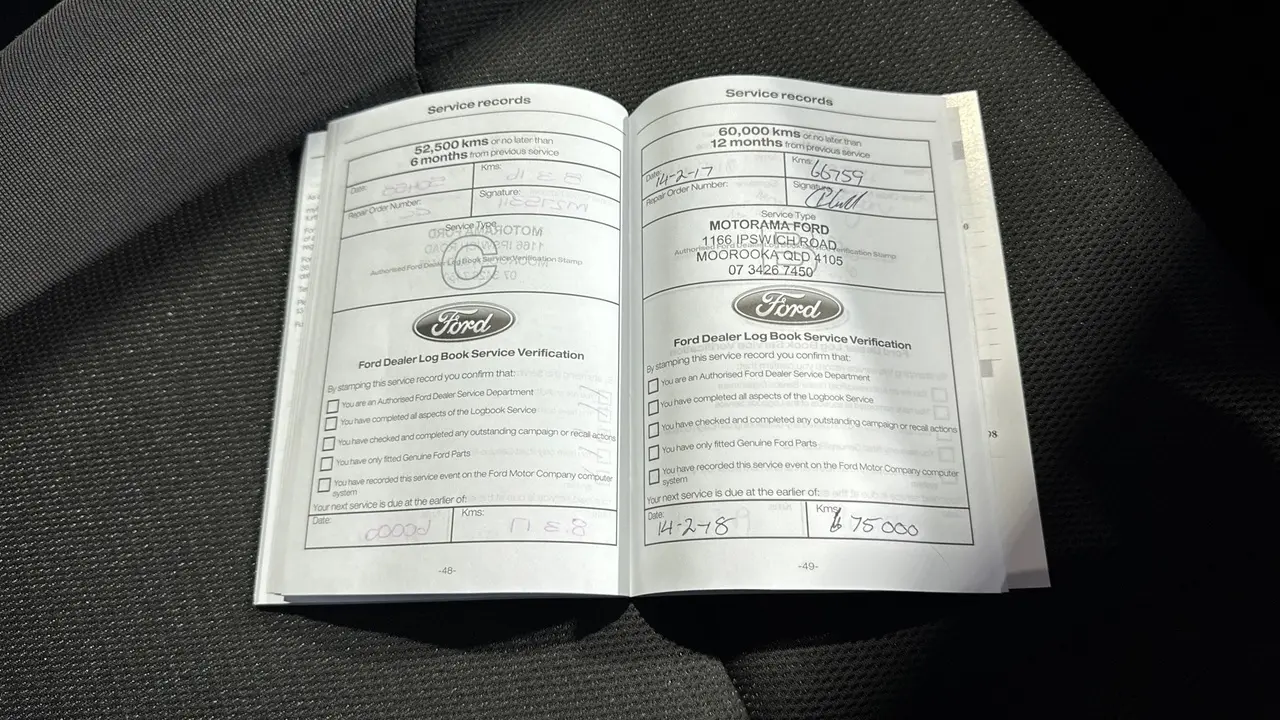 Service records
52,500 kms or no later than
6 months from previous service
Date:
Kms:
Repair Order Number:
Signature:
Service Type
C
Authorised Ford Dealer Log Book Service Verification Stamp
Ford
Ford Dealer Log Book Service Verification
By stamping this service record you confirm that:
You are an Authorised Ford Dealer Service Department
You have completed all aspects of the Logbook Service
You have checked and completed any outstanding campaign or recall actions
You have only fitted Genuine Ford Parts
You have recorded this service event on the Ford Motor Company computer
system
Your next service is due at the earlier of:
Date:
Kms:
-48-
Service records
60,000 kms or no later than
12 months from previous service
Date: 14-2-17
Kms: 66759
Repair Order Number:
Signature:
Service Type
MOTORAMA FORD
1166 IPSWICH ROAD
Authorised Ford Dealer Log Book Service Verification Stamp
MOOROOKA QLD 4105
07 3426 7450
Ford
Ford Dealer Log Book Service Verification
By stamping this service record you confirm that:
You are an Authorised Ford Dealer Service Department
You have completed all aspects of the Logbook Service
You have checked and completed any outstanding campaign or recall actions
You have only fitted Genuine Ford Parts
You have recorded this service event on the Ford Motor Company computer
system
Your next service is due at the earlier of:
Date: 14-2-18
Kms: 75000
-49-